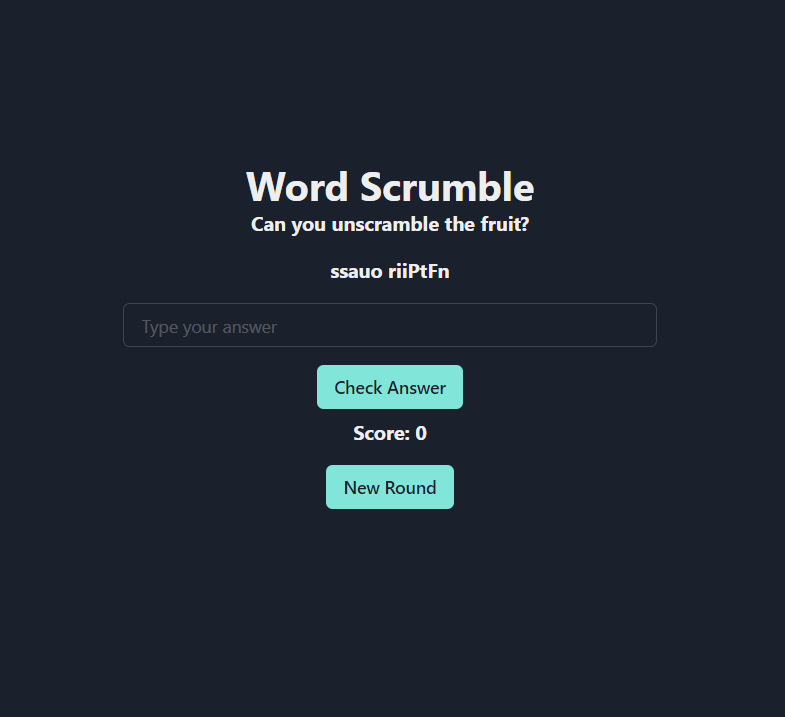 Word Scrumble
Can you unscramble the fruit?
ssauo riiPtFn
Type your answer
Check Answer
Score: 0
New Round